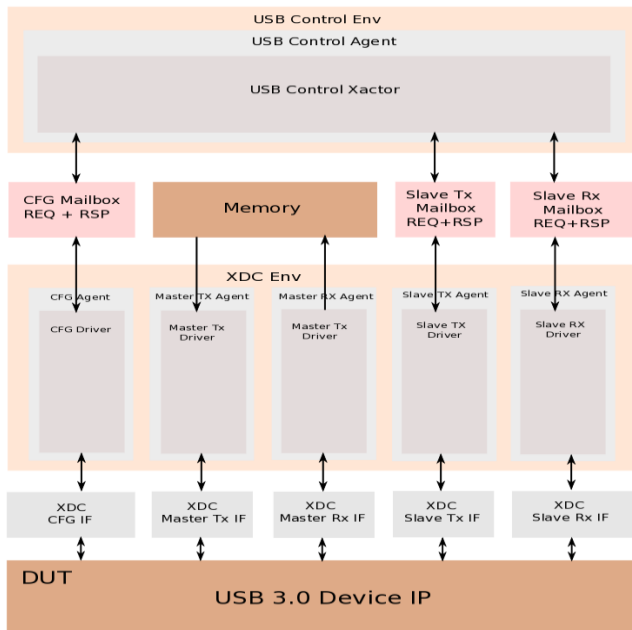 USB Control Env
USB Control Agent
USB Control Xactor
CFG Mailbox
REQ + RSP
Memory
Slave Tx
Mailbox
REQ+RSP
Slave Rx
Mailbox
REQ+RSP
XDC Env
CFG Agent
Master TX Agent
Master RX Agent
Slave TX Agent
Slave RX Agent
CFG Driver
Master Tx
Driver
Master Tx
Driver
Slave TX
Driver
Slave RX
Driver
XDC
CFG IF
XDC
Master Tx IF
XDC
Master Rx IF
XDC
Slave Tx IF
XDC
Slave Rx IF
DUT
USB 3.0 Device IP